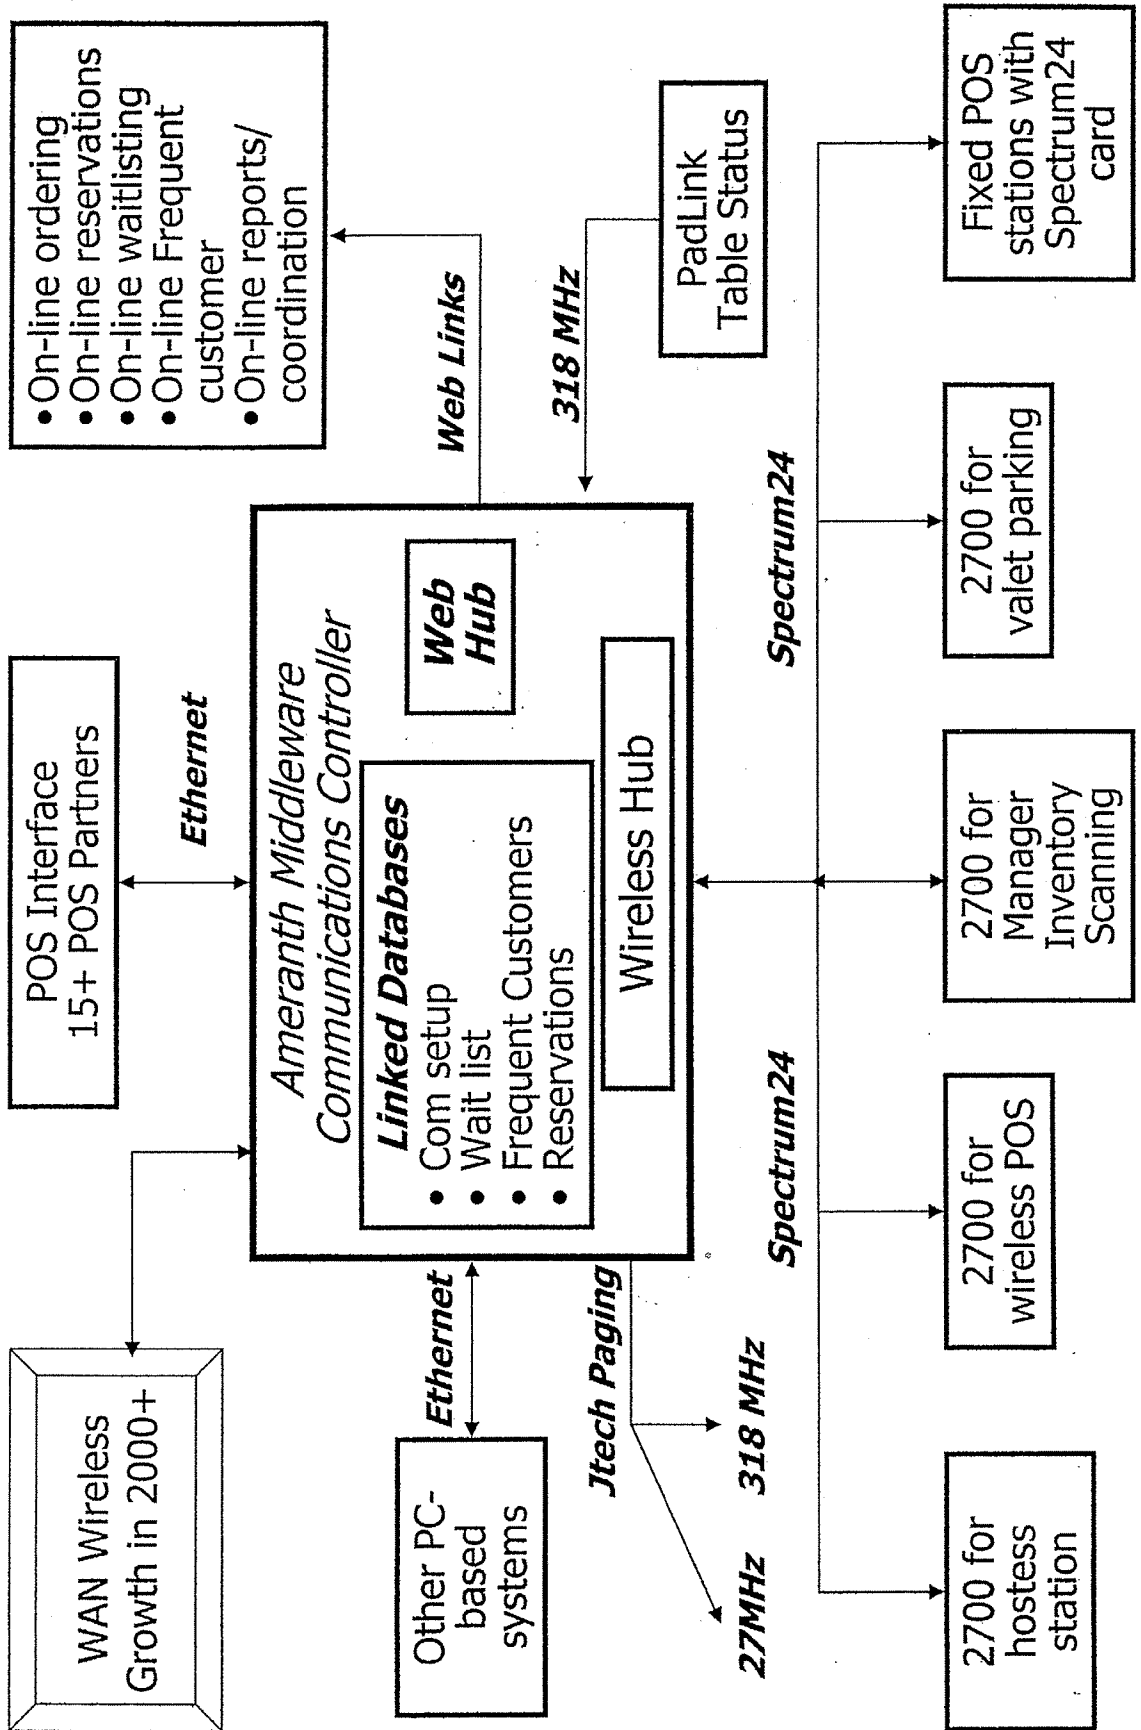 WAN Wireless
Growth in 2000+
POS Interface
15+ POS Partners
• On-line ordering
• On-line reservations
• On-line waitlisting
• On-line Frequent
customer
• On-line reports/
coordination
Ethernet
Ameranth Middleware
Communications Controller
Linked Databases
• Com setup
• Wait list
• Frequent Customers
• Reservations
Web
Hub
Wireless Hub
Web Links
Ethernet
Other PC-
based
systems
318 MHz
PadLink
Table Status
Jtech Paging
27MHz
318 MHz
Spectrum24
Spectrum24
2700 for
hostess
station
2700 for
wireless POS
2700 for
Manager
Inventory
Scanning
2700 for
valet parking
Fixed POS
stations with
Spectrum24
card